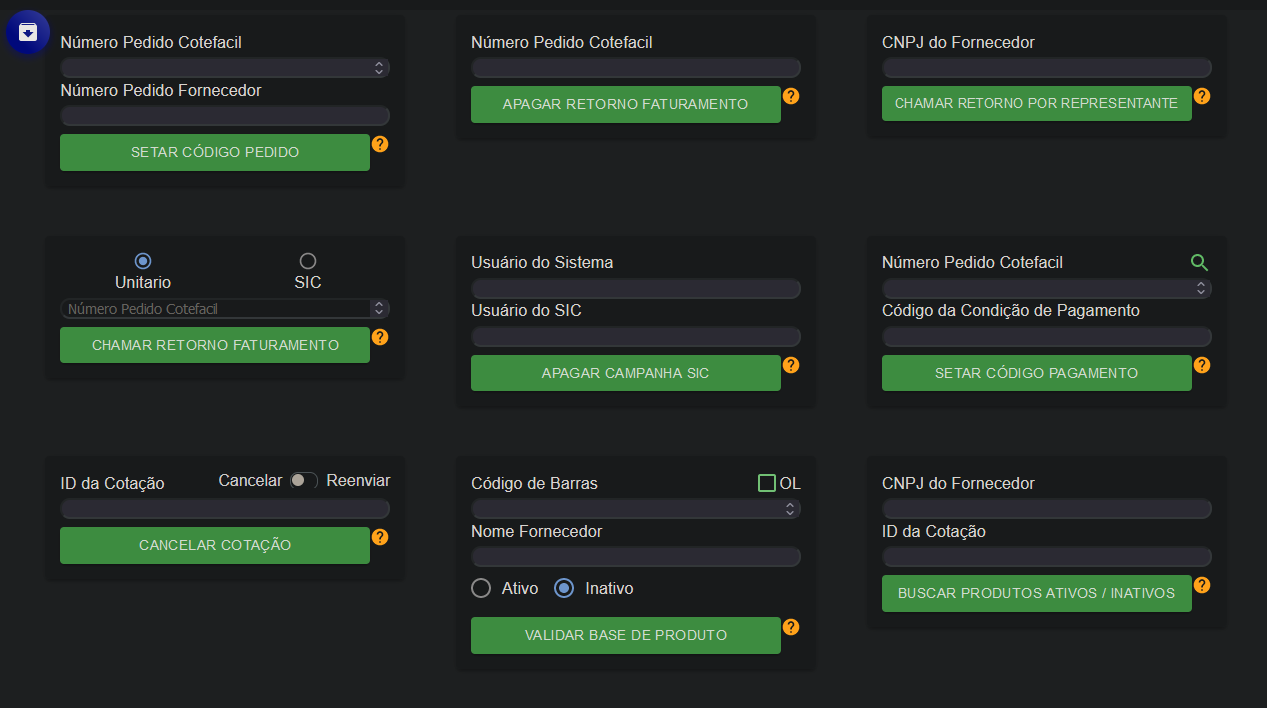 Número Pedido Cotefacil
Número Pedido Fornecedor
SETAR CÓDIGO PEDIDO
?
Número Pedido Cotefacil
APAGAR RETORNO FATURAMENTO
?
CNPJ do Fornecedor
CHAMAR RETORNO POR REPRESENTANTE
?
Unitario SIC
Número Pedido Cotefacil
CHAMAR RETORNO FATURAMENTO
?
Usuário do Sistema
Usuário do SIC
APAGAR CAMPANHA SIC
?
Número Pedido Cotefacil
Código da Condição de Pagamento
SETAR CÓDIGO PAGAMENTO
?
ID da Cotação Cancelar Reenviar
CANCELAR COTAÇÃO
?
Código de Barras OL
Nome Fornecedor
Ativo Inativo
VALIDAR BASE DE PRODUTO
?
CNPJ do Fornecedor
ID da Cotação
BUSCAR PRODUTOS ATIVOS / INATIVOS
?